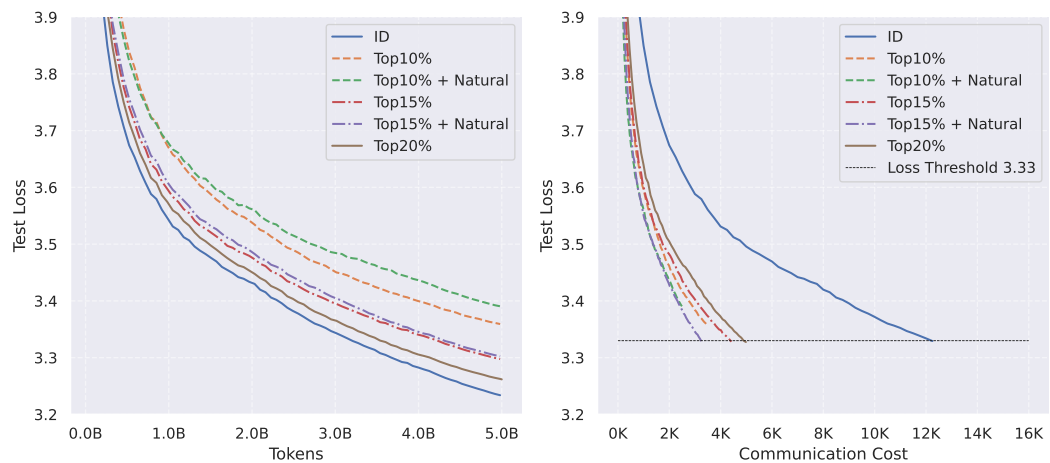 3.9
3.8
3.7
3.6
3.5
3.4
3.3
3.2
Test Loss
0.0B 1.0B 2.0B 3.0B 4.0B 5.0B
Tokens
ID
Top10%
Top10% + Natural
Top15%
Top15% + Natural
Top20%
3.9
3.8
3.7
3.6
3.5
3.4
3.3
3.2
Test Loss
0K 2K 4K 6K 8K 10K 12K 14K 16K
Communication Cost
ID
Top10%
Top10% + Natural
Top15%
Top15% + Natural
Top20%
Loss Threshold 3.33